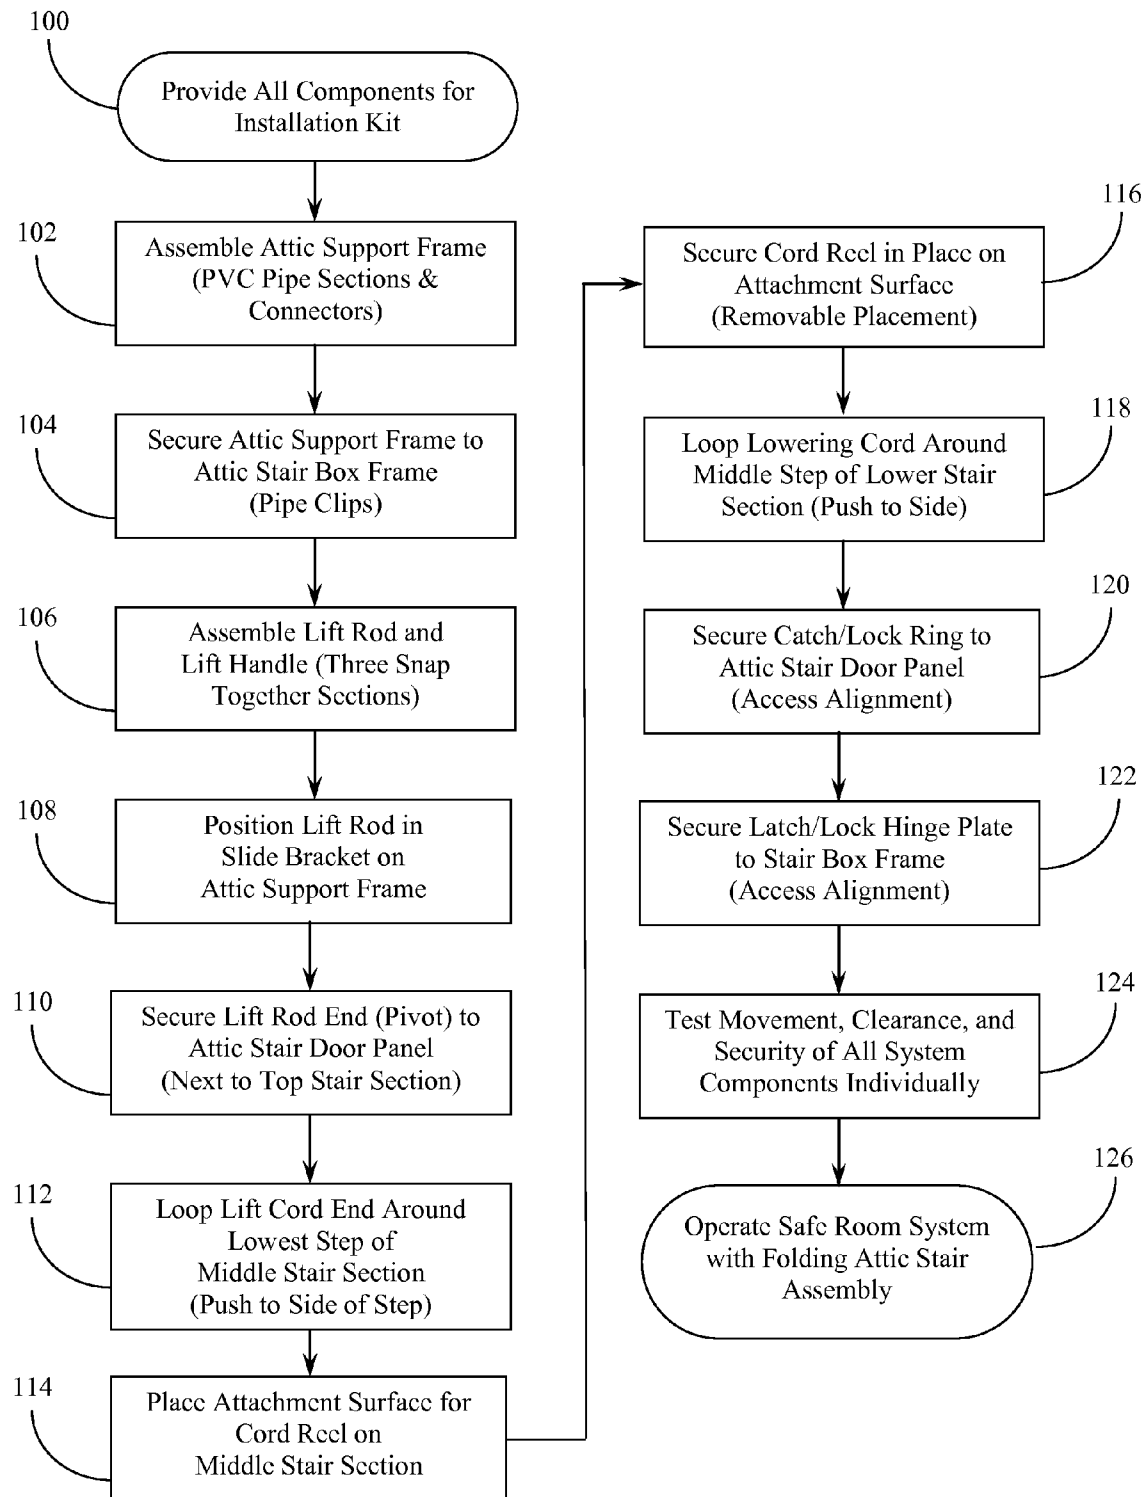 100
Provide All Components for
Installation Kit
102
Assemble Attic Support Frame
(PVC Pipe Sections &
Connectors)
104
Secure Attic Support Frame to
Attic Stair Box Frame
(Pipe Clips)
106
Assemble Lift Rod and
Lift Handle (Three Snap
Together Sections)
108
Position Lift Rod in
Slide Bracket on
Attic Support Frame
110
Secure Lift Rod End (Pivot) to
Attic Stair Door Panel
(Next to Top Stair Section)
112
Loop Lift Cord End Around
Lowest Step of
Middle Stair Section
(Push to Side of Step)
114
Place Attachment Surface for
Cord Reel on
Middle Stair Section
116
Secure Cord Reel in Place on
Attachment Surface
(Removable Placement)
118
Loop Lowering Cord Around
Middle Step of Lower Stair
Section (Push to Side)
120
Secure Catch/Lock Ring to
Attic Stair Door Panel
(Access Alignment)
122
Secure Latch/Lock Hinge Plate
to Stair Box Frame
(Access Alignment)
124
Test Movement, Clearance, and
Security of All System
Components Individually
126
Operate Safe Room System
with Folding Attic Stair
Assembly